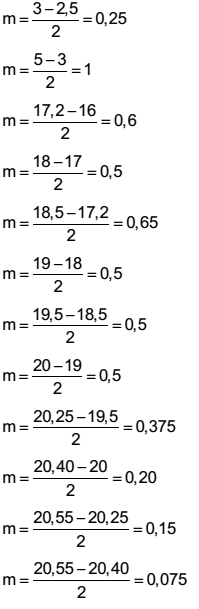 m = (3 – 2,5)/2 = 0,25
m = (5 – 3)/2 = 1
m = (17,2 – 16)/2 = 0,6
m = (18 – 17)/2 = 0,5
m = (18,5 – 17,2)/2 = 0,65
m = (19 – 18)/2 = 0,5
m = (19,5 – 18,5)/2 = 0,5
m = (20 – 19)/2 = 0,5
m = (20,25 – 19,5)/2 = 0,375
m = (20,40 – 20)/2 = 0,20
m = (20,55 – 20,25)/2 = 0,15
m = (20,55 – 20,40)/2 = 0,075